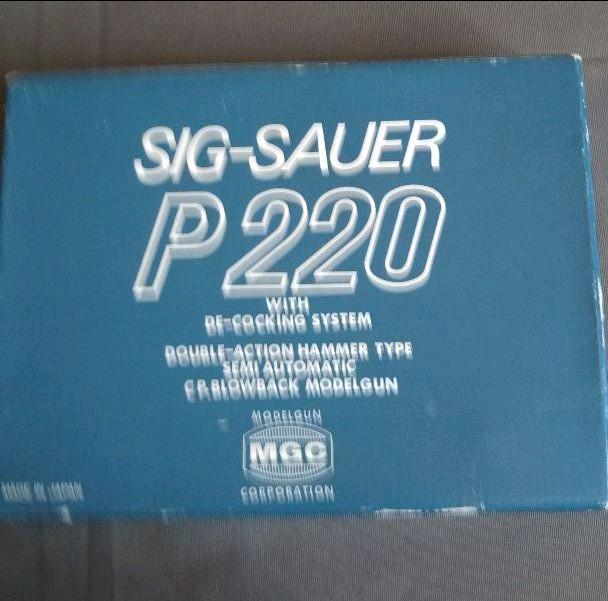 SIG-SAUER
P220
WITH
DE-COCKING SYSTEM
DOUBLE-ACTION HAMMER TYPE
SEMI AUTOMATIC
C.P. BLOWBACK MODELGUN
MODELGUN
MGC
CORPORATION
MADE IN JAPAN